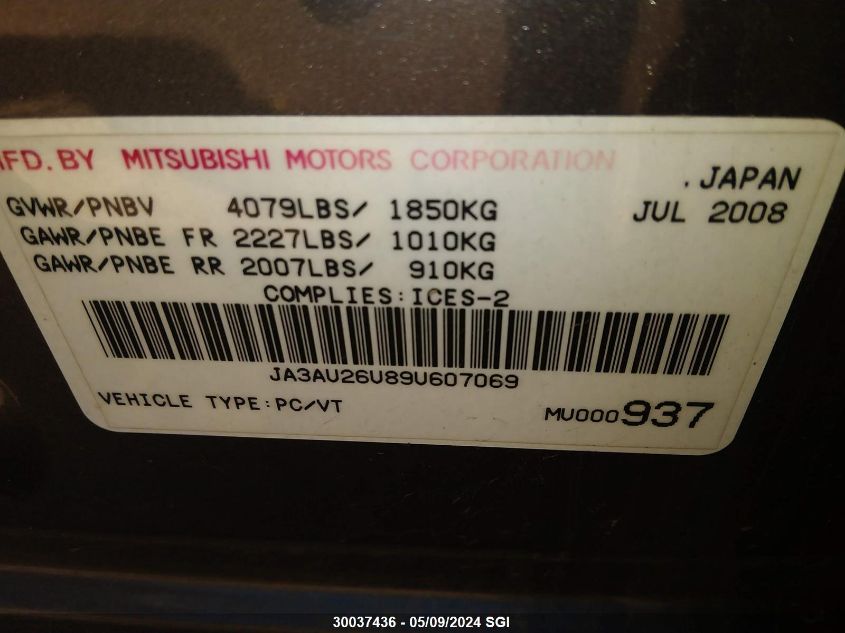 MFD. BY MITSUBISHI MOTORS CORPORATION
. JAPAN
GVWR/PNBV 4079LBS/ 1850KG JUL 2008
GAWR/PNBE FR 2227LBS/ 1010KG
GAWR/PNBE RR 2007LBS/ 910KG
COMPLIES:ICES-2
JA3AU26U89U607069
VEHICLE TYPE:PC/VT MU000937
30037436 - 05/09/2024 SGI